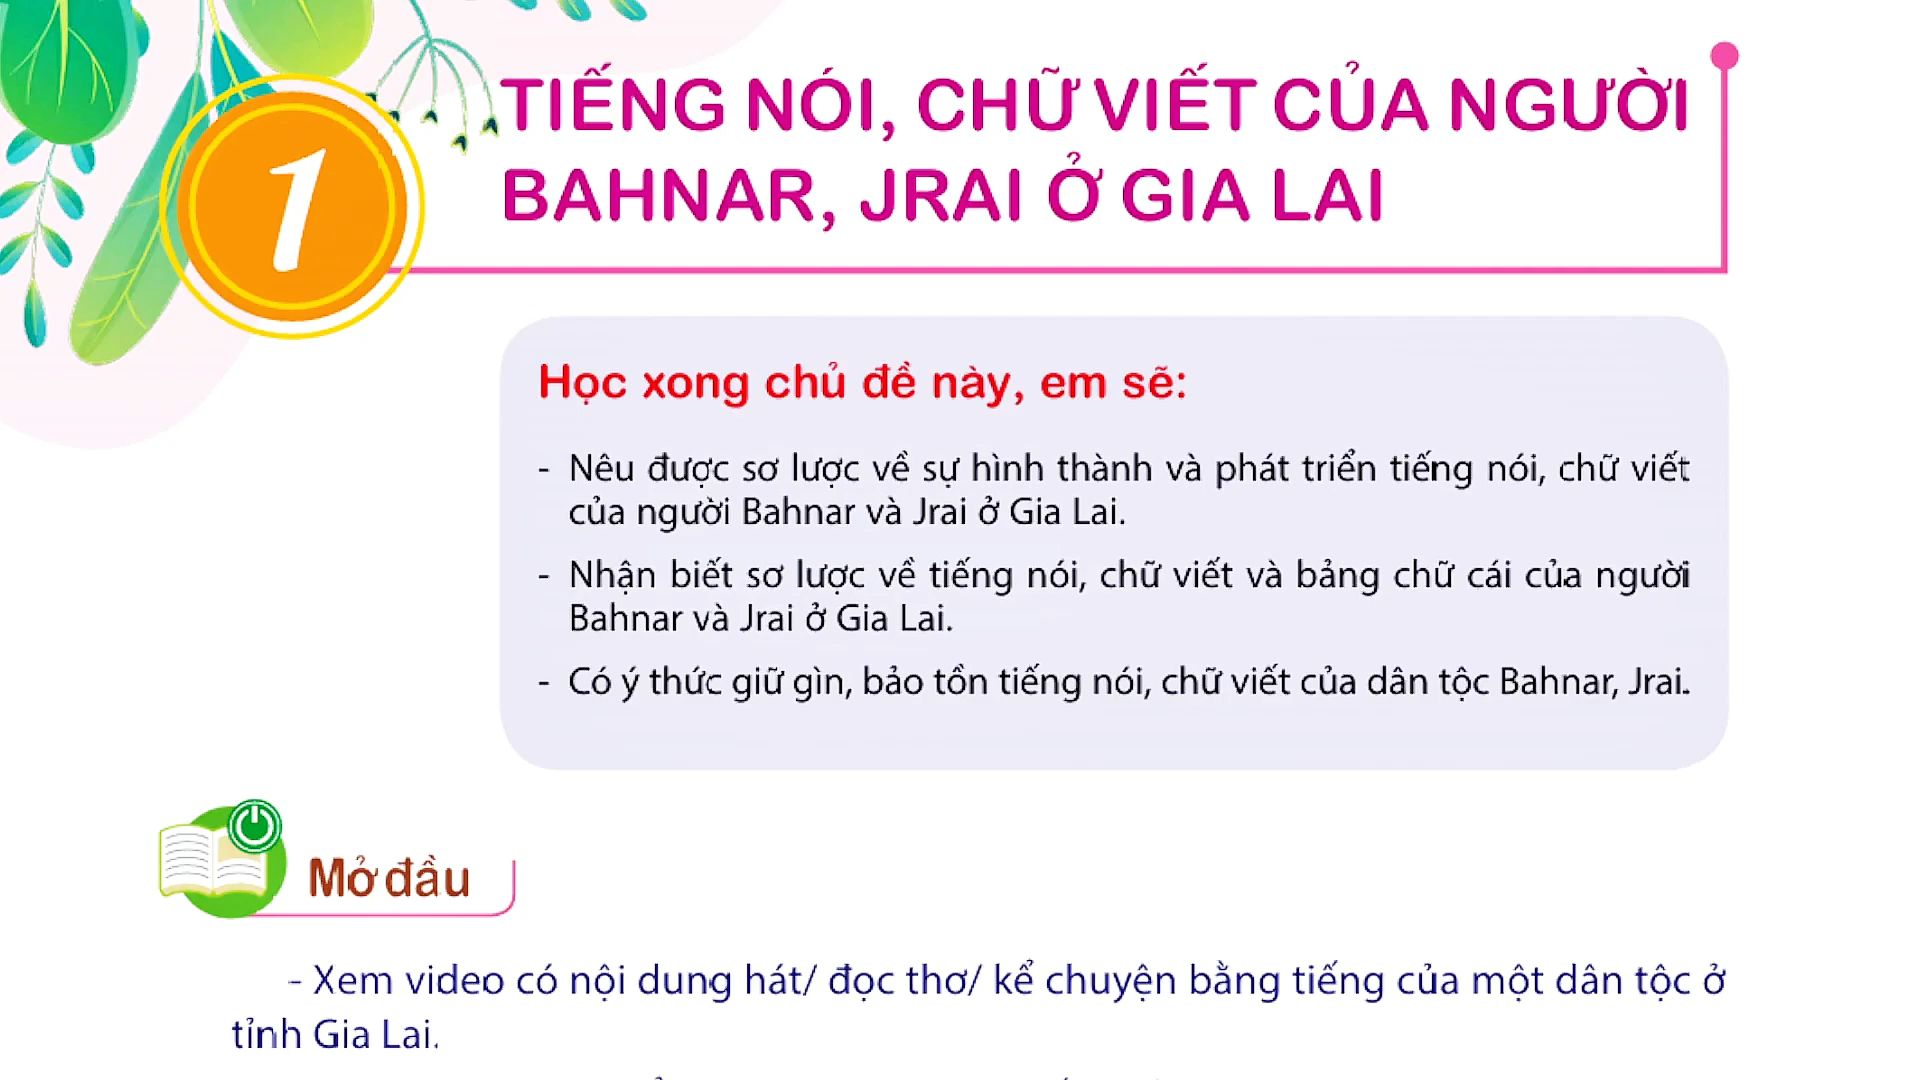 1
TIẾNG NÓI, CHỮ VIẾT CỦA NGƯỜI
BAHNAR, JRAI Ở GIA LAI
Học xong chủ đề này, em sẽ:
- Nêu được sơ lược về sự hình thành và phát triển tiếng nói, chữ viết
của người Bahnar và Jrai ở Gia Lai.
- Nhận biết sơ lược về tiếng nói, chữ viết và bảng chữ cái của người
Bahnar và Jrai ở Gia Lai.
- Có ý thức giữ gìn, bảo tồn tiếng nói, chữ viết của dân tộc Bahnar, Jrai.
Mở đầu
- Xem video có nội dung hát/ đọc thơ/ kể chuyện bằng tiếng của một dân tộc ở
tỉnh Gia Lai.